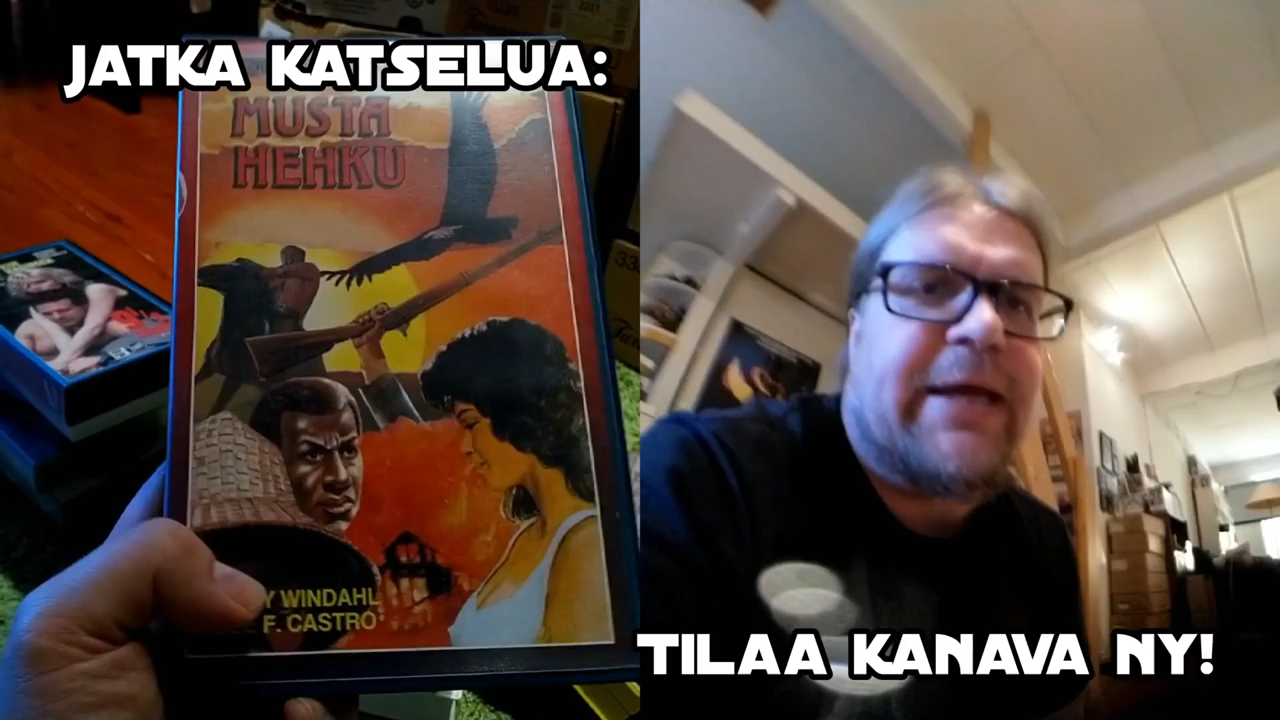 JATKA KATSELUA:
MUSTA
HEHKU
Y WINDAHL
F. CASTRO
TILAA KANAVA NY!